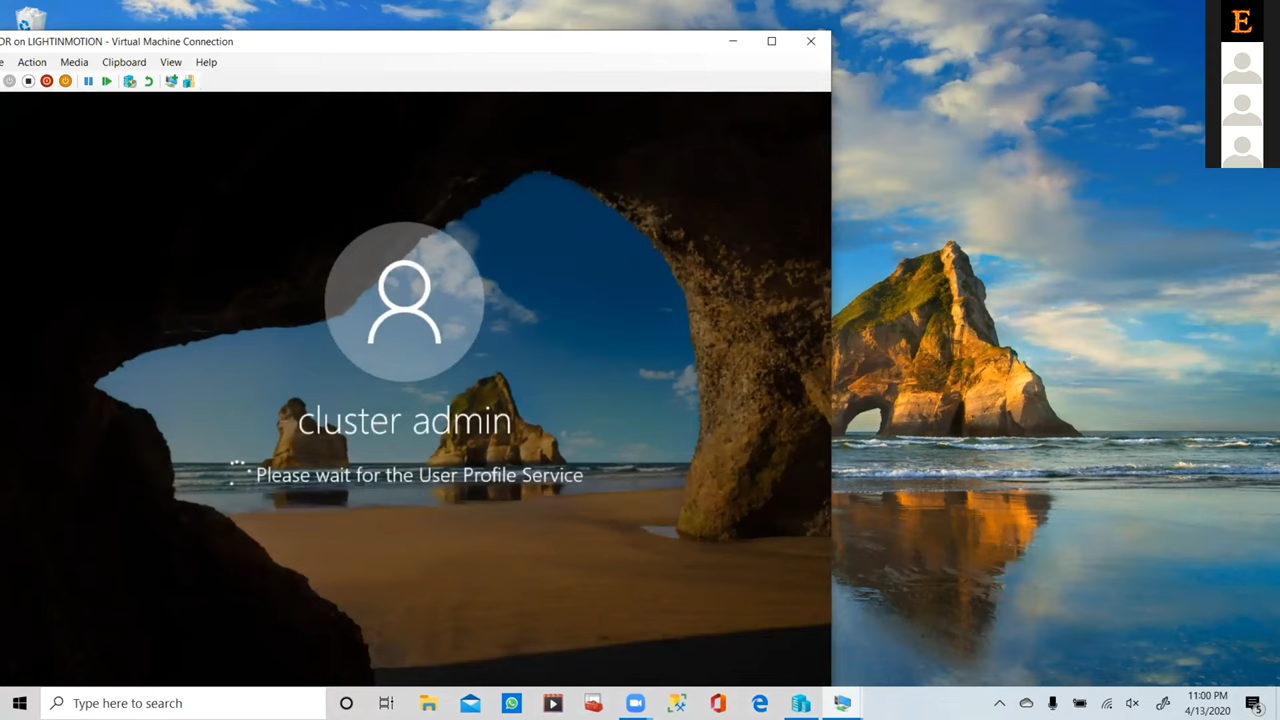 OR on LIGHTINMOTION - Virtual Machine Connection
e Action Media Clipboard View Help
E
cluster admin
Please wait for the User Profile Service
Type here to search
11:00 PM
4/13/2020
5